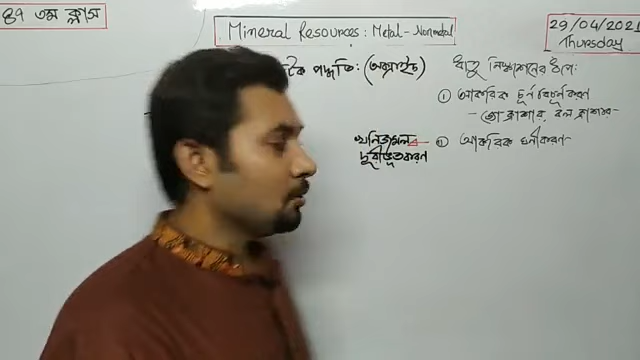 ৪৭ তম ক্লাস
Mineral Resources: Metal-Nonmetal
29/04/2021
Thursday
পদ্ধতি: (অক্সাইড)
ধাতু নিষ্কাশনের ধাপ:
① আকরিক চূর্ন বিচূর্ন করণ
- জো ক্রাশার, বল ক্রাশার
খনিজমল
② আকরিক ঘনীকরণ
দূরীভূতকরণ